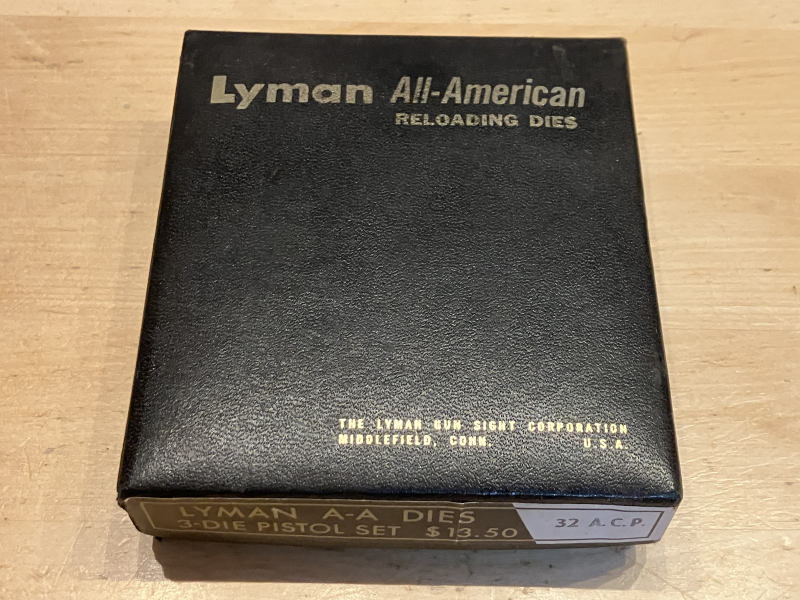 Lyman All-American
RELOADING DIES
THE LYMAN GUN SIGHT CORPORATION
MIDDLEFIELD, CONN. U.S.A.
LYMAN A-A DIES
3-DIE PISTOL SET $13.50
32 A.C.P.